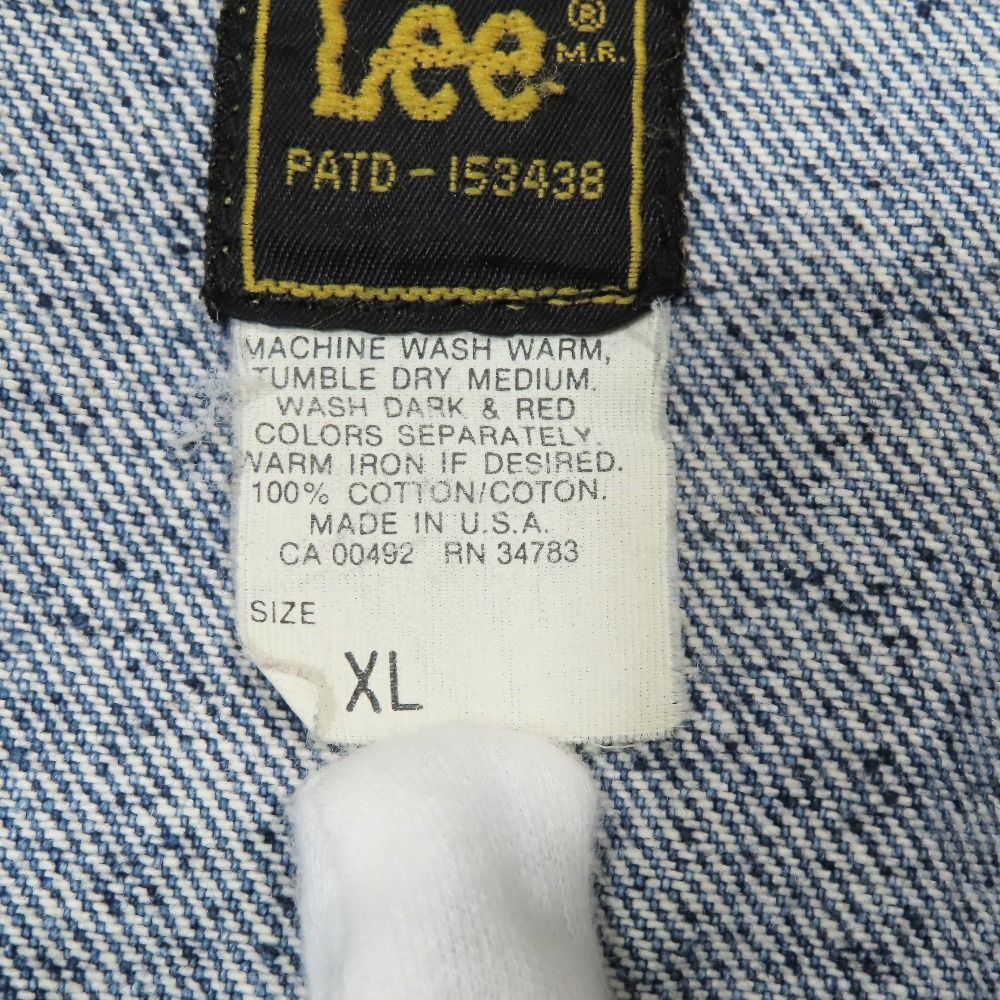 Lee ®
M.R.
PATD-153438
MACHINE WASH WARM,
TUMBLE DRY MEDIUM.
WASH DARK & RED
COLORS SEPARATELY.
WARM IRON IF DESIRED.
100% COTTON/COTON.
MADE IN U.S.A.
CA 00492 RN 34783
SIZE
XL